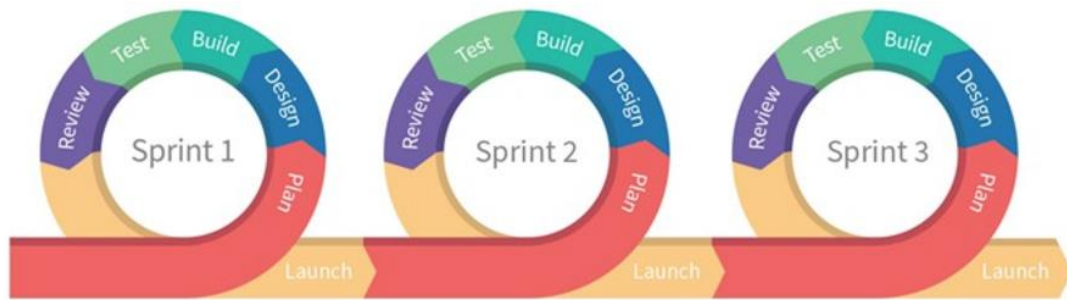 Test Build Design Review Sprint 1 Plan Launch
Test Build Design Review Sprint 2 Plan Launch
Test Build Design Review Sprint 3 Plan Launch